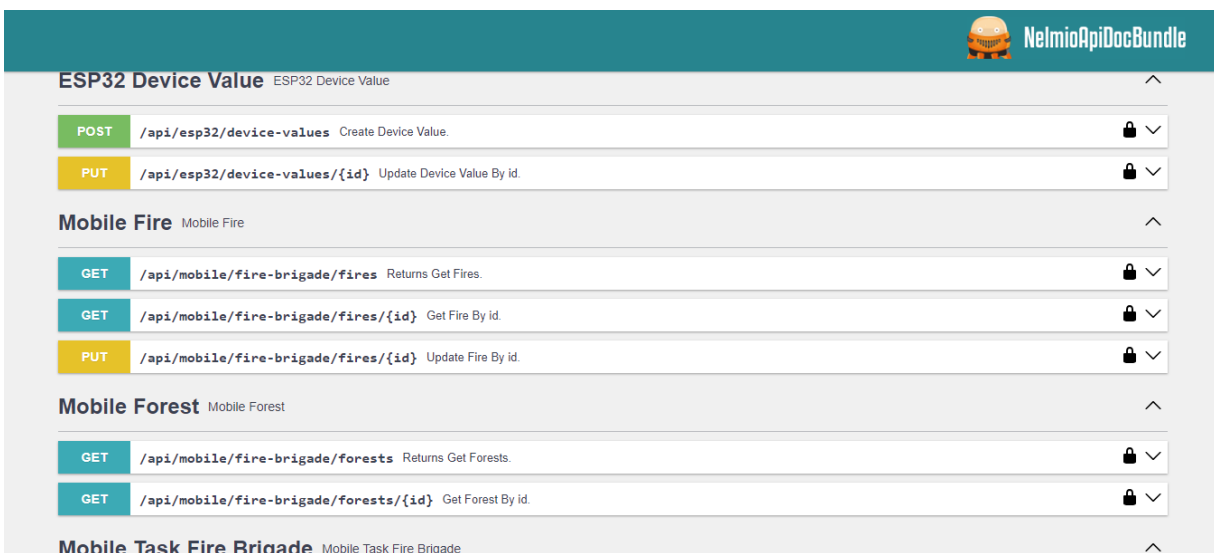 NelmioApiDocBundle
ESP32 Device Value ESP32 Device Value
POST /api/esp32/device-values Create Device Value.
PUT /api/esp32/device-values/{id} Update Device Value By id.
Mobile Fire Mobile Fire
GET /api/mobile/fire-brigade/fires Returns Get Fires.
GET /api/mobile/fire-brigade/fires/{id} Get Fire By id.
PUT /api/mobile/fire-brigade/fires/{id} Update Fire By id.
Mobile Forest Mobile Forest
GET /api/mobile/fire-brigade/forests Returns Get Forests.
GET /api/mobile/fire-brigade/forests/{id} Get Forest By id.
Mobile Task Fire Brigade Mobile Task Fire Brigade